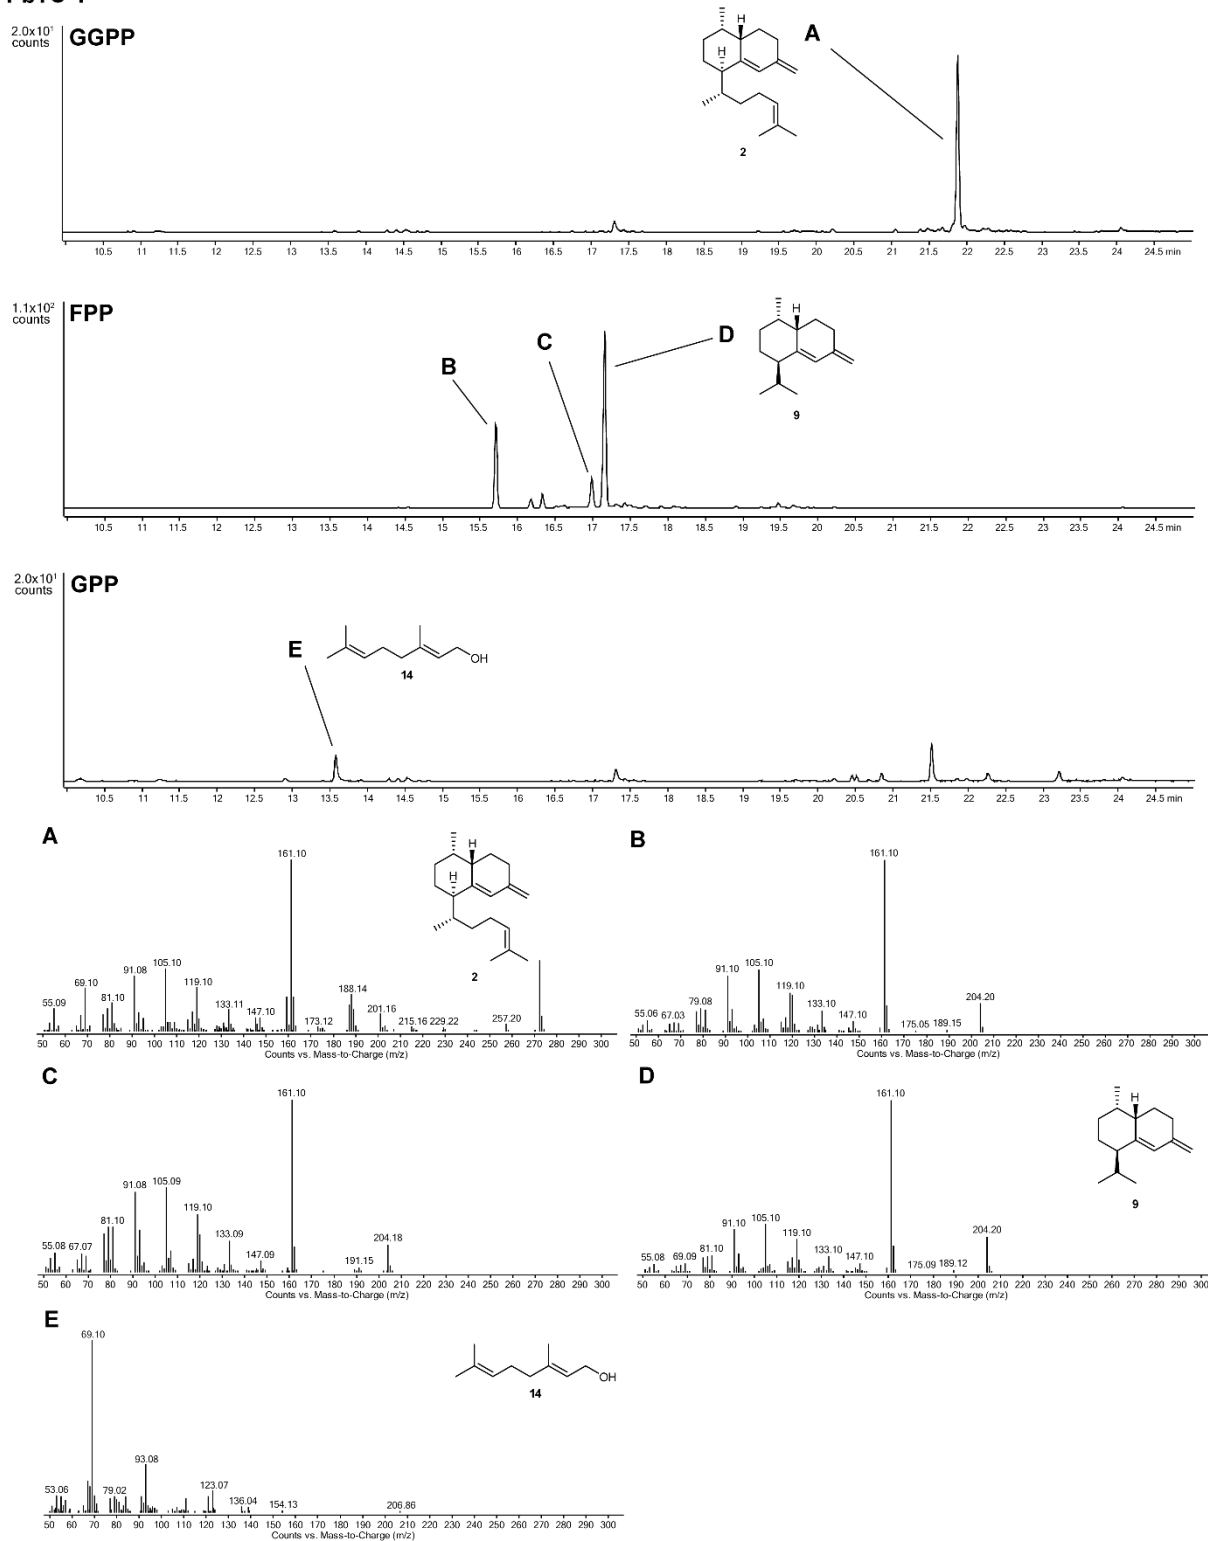 2.0x10¹
counts
GGPP
H
H
A
2
10.5 11 11.5 12 12.5 13 13.5 14 14.5 15 15.5 16 16.5 17 17.5 18 18.5 19 19.5 20 20.5 21 21.5 22 22.5 23 23.5 24 24.5 min
1.1x10²
counts
FPP
B
C
D
H
9
10.5 11 11.5 12 12.5 13 13.5 14 14.5 15 15.5 16 16.5 17 17.5 18 18.5 19 19.5 20 20.5 21 21.5 22 22.5 23 23.5 24 24.5 min
2.0x10¹
counts
GPP
E
OH
14
10.5 11 11.5 12 12.5 13 13.5 14 14.5 15 15.5 16 16.5 17 17.5 18 18.5 19 19.5 20 20.5 21 21.5 22 22.5 23 23.5 24 24.5 min
A
55.09 69.10 81.10 91.08 105.10 119.10 133.11 147.10 161.10 173.12 188.14 201.16 215.16 229.22 257.20
H
H
2
50 60 70 80 90 100 110 120 130 140 150 160 170 180 190 200 210 220 230 240 250 260 270 280 290 300
Counts vs. Mass-to-Charge (m/z)
B
55.06 67.03 79.08 91.10 105.10 119.10 133.10 147.10 161.10 175.05 189.15 204.20
50 60 70 80 90 100 110 120 130 140 150 160 170 180 190 200 210 220 230 240 250 260 270 280 290 300
Counts vs. Mass-to-Charge (m/z)
C
55.08 67.07 81.10 91.08 105.09 119.10 133.09 147.09 161.10 191.15 204.18
50 60 70 80 90 100 110 120 130 140 150 160 170 180 190 200 210 220 230 240 250 260 270 280 290 300
Counts vs. Mass-to-Charge (m/z)
D
55.08 69.09 81.10 91.10 105.10 119.10 133.10 147.10 161.10 175.09 189.12 204.20
H
9
50 60 70 80 90 100 110 120 130 140 150 160 170 180 190 200 210 220 230 240 250 260 270 280 290 300
Counts vs. Mass-to-Charge (m/z)
E
53.06 69.10 79.02 93.08 123.07 136.04 154.13 206.86
OH
14
50 60 70 80 90 100 110 120 130 140 150 160 170 180 190 200 210 220 230 240 250 260 270 280 290 300
Counts vs. Mass-to-Charge (m/z)